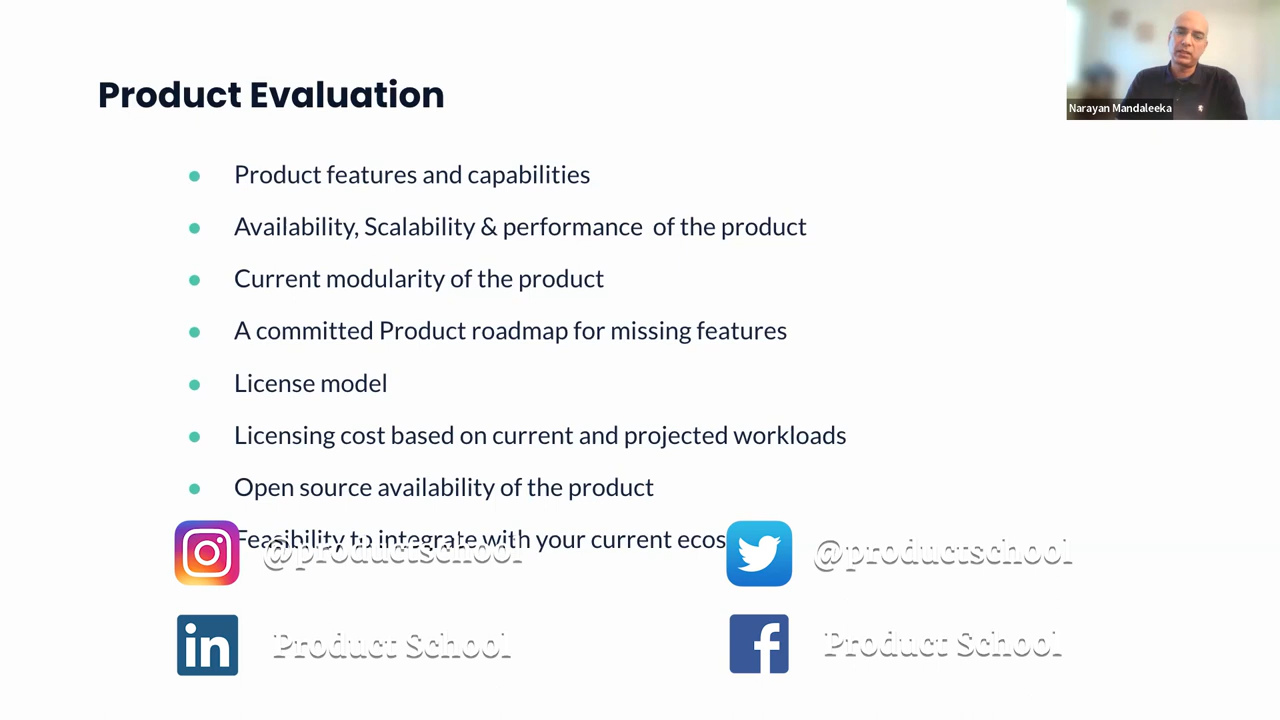 Product Evaluation
Narayan Mandaleeka
Product features and capabilities
Availability, Scalability & performance of the product
Current modularity of the product
A committed Product roadmap for missing features
License model
Licensing cost based on current and projected workloads
Open source availability of the product
Feasibility to integrate with your current ecos
@productschool @productschool
in Product School f Product School